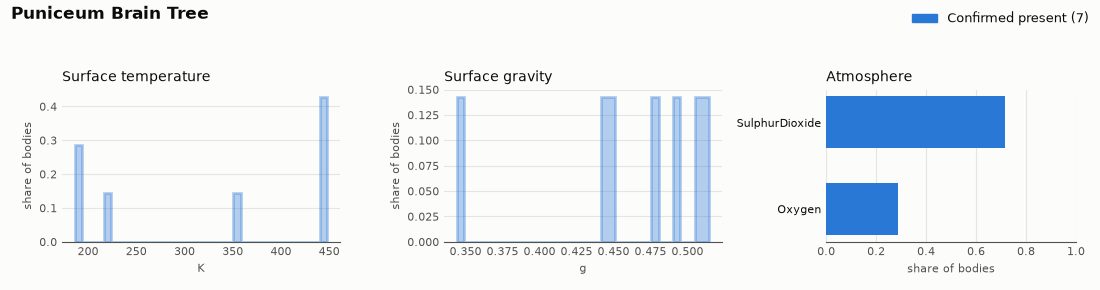 Puniceum Brain Tree
Confirmed present (7)
Surface temperature
share of bodies
0.4
0.3
0.2
0.1
0.0
200 250 300 350 400 450
K
Surface gravity
share of bodies
0.150
0.125
0.100
0.075
0.050
0.025
0.000
0.350 0.375 0.400 0.425 0.450 0.475 0.500
g
Atmosphere
SulphurDioxide
Oxygen
0.0 0.2 0.4 0.6 0.8 1.0
share of bodies